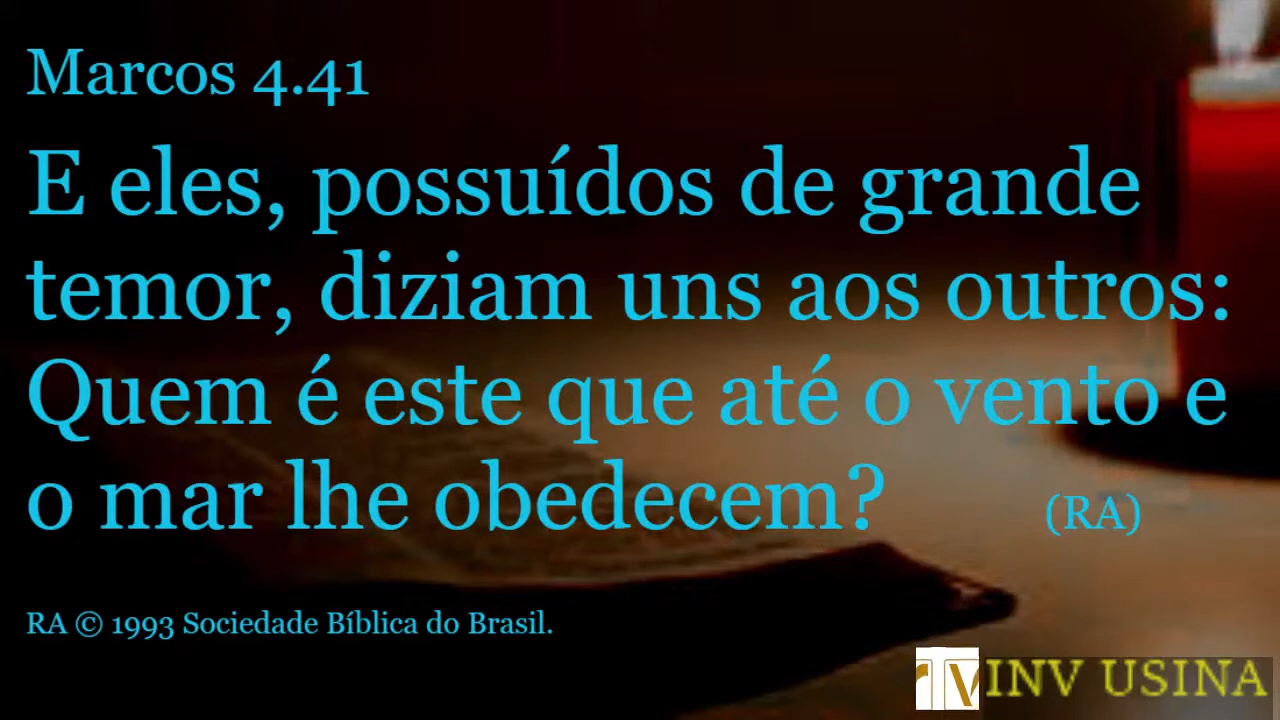 Marcos 4.41
E eles, possuídos de grande
temor, diziam uns aos outros:
Quem é este que até o vento e
o mar lhe obedecem? (RA)
RA © 1993 Sociedade Bíblica do Brasil.
TV INV USINA